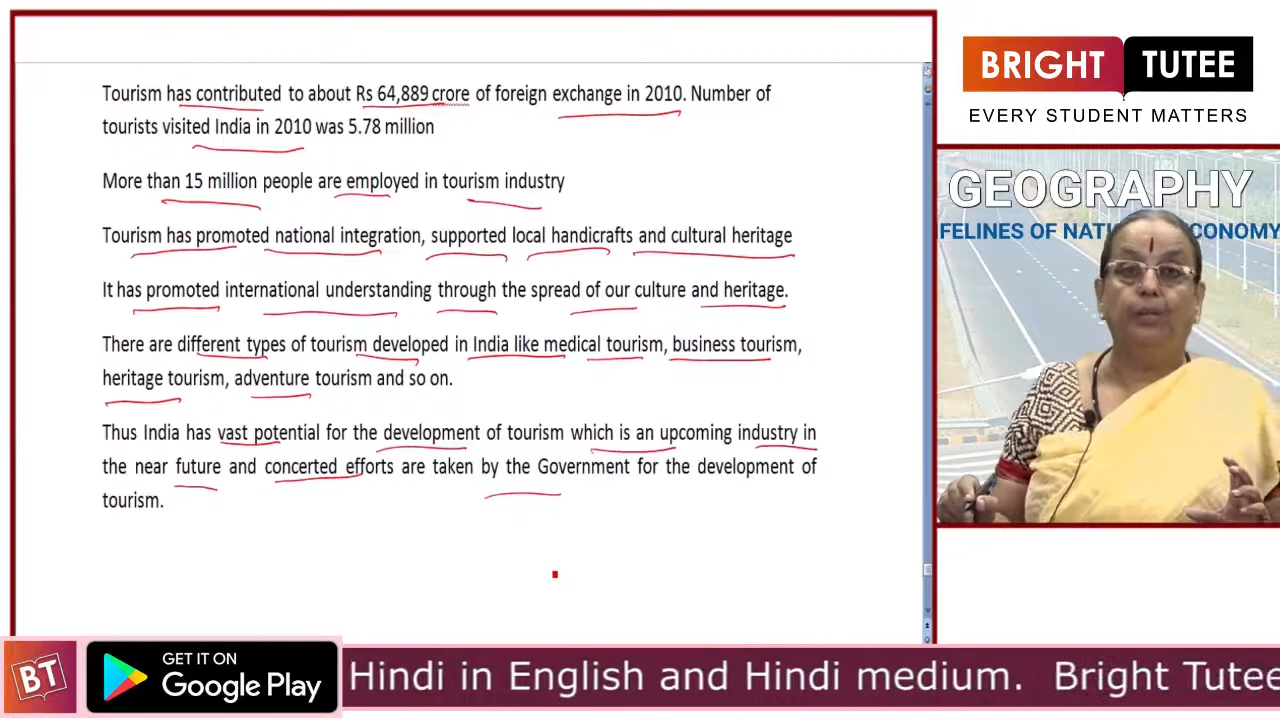 Tourism has contributed to about Rs 64,889 crore of foreign exchange in 2010. Number of
tourists visited India in 2010 was 5.78 million
More than 15 million people are employed in tourism industry
Tourism has promoted national integration, supported local handicrafts and cultural heritage
It has promoted international understanding through the spread of our culture and heritage.
There are different types of tourism developed in India like medical tourism, business tourism,
heritage tourism, adventure tourism and so on.
Thus India has vast potential for the development of tourism which is an upcoming industry in
the near future and concerted efforts are taken by the Government for the development of
tourism.
BRIGHT TUTEE
EVERY STUDENT MATTERS
GEOGRAPHY
FELINES OF NATI CONOMY
BT
GET IT ON
Google Play
Hindi in English and Hindi medium. Bright Tutee